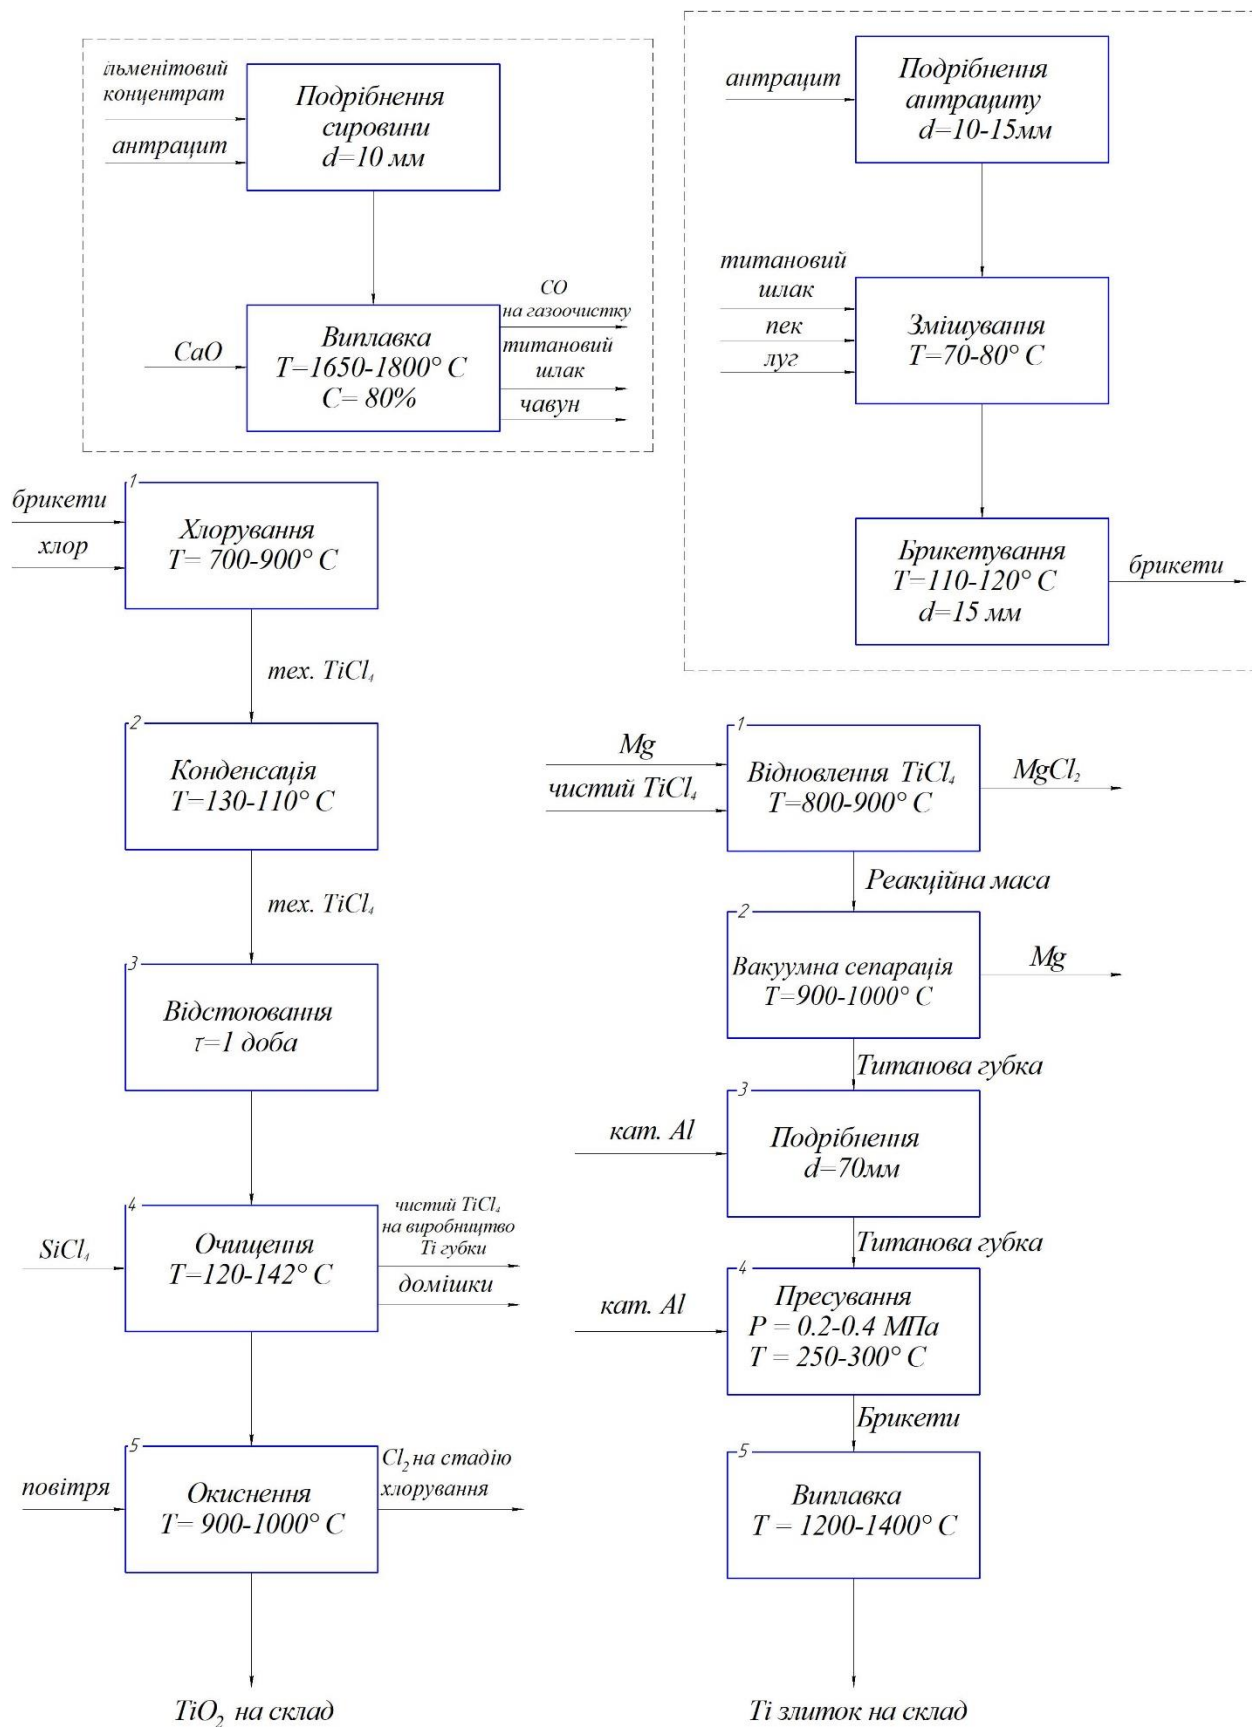 льменітовий
концентрат
антрацит
Подрібнення
сировини
d=10 мм
CaO
Виплавка
T=1650-1800° C
C= 80%
CO
на газоочистку
титановий
шлак
чавун
антрацит
Подрібнення
антрациту
d=10-15мм
титановий
шлак
пек
луг
Змішування
T=70-80° C
Брикетування
T=110-120° C
d=15 мм
брикети
1
брикети
хлор
Хлорування
T= 700-900° C
тех. TiCl₄
2
Конденсація
T=130-110° C
тех. TiCl₄
3
Відстоювання
τ=1 доба
4
SiCl₄
Очищення
T=120-142° C
чистий TiCl₄
на виробництво
Ti губки
домішки
5
повітря
Окиснення
T= 900-1000° C
Cl₂ на стадію
хлорування
TiO₂ на склад
1
Mg
чистий TiCl₄
Відновлення TiCl₄
T=800-900° C
MgCl₂
Реакційна маса
2
Вакуумна сепарація
T=900-1000° C
Mg
Титанова губка
3
кат. Al
Подрібнення
d=70мм
Титанова губка
4
кат. Al
Пресування
P = 0.2-0.4 МПа
T = 250-300° C
Брикети
5
Виплавка
T = 1200-1400° C
Ti злиток на склад